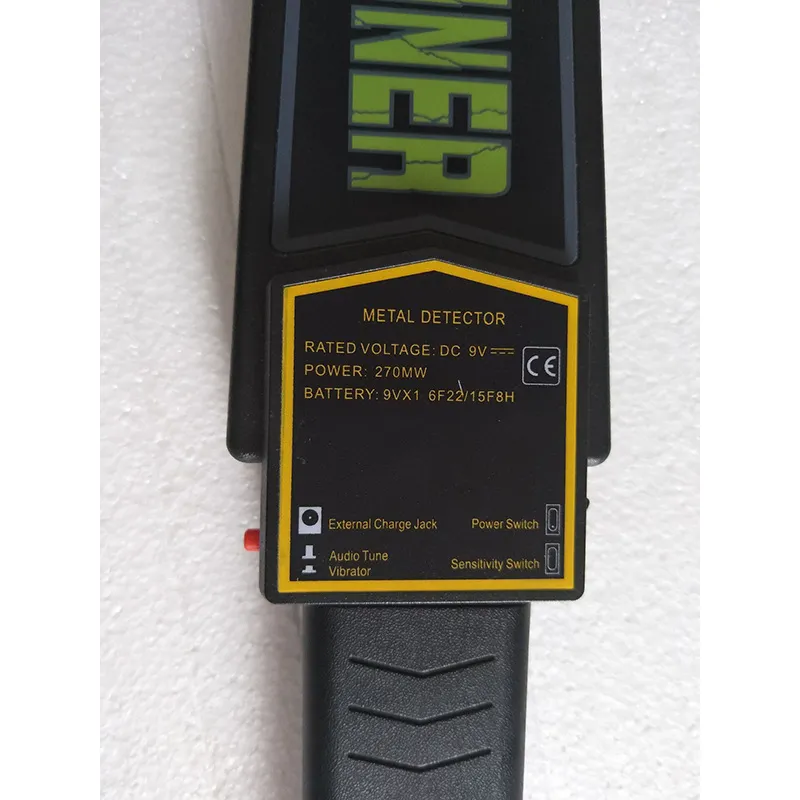 NER
METAL DETECTOR
RATED VOLTAGE: DC 9V
POWER: 270MW
BATTERY: 9VX1 6F22/15F8H
CE
External Charge Jack
Audio Tune
Vibrator
Power Switch
Sensitivity Switch